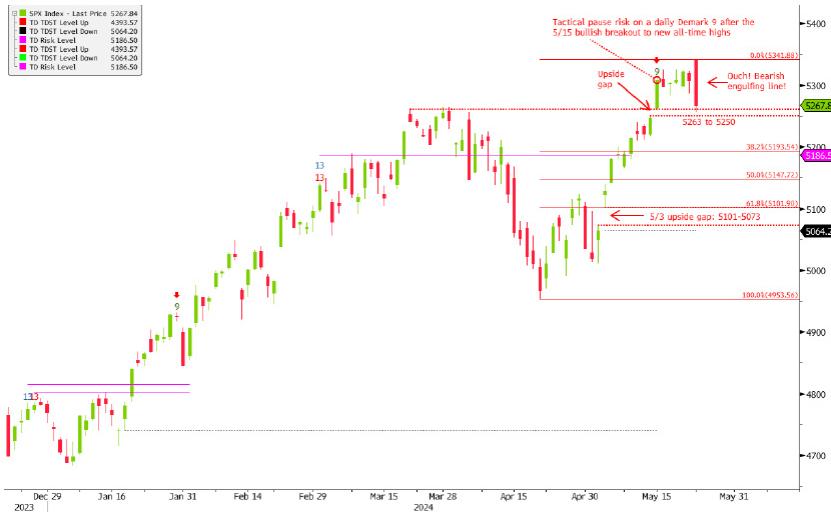 SPX Index - Last Price 5267.84
TD TDST Level Up 4393.57
TD TDST Level Down 5064.20
TD Risk Level 5186.50
TD TDST Level Up 4393.57
TD TDST Level Down 5064.20
TD Risk Level 5186.50
Tactical pause risk on a daily Demark 9 after the
5/15 bullish breakout to new all-time highs
5400
0.0%(5341.88)
9
Upside
gap
Ouch! Bearish
engulfing line!
5300
5267.8
5263 to 5250
5200
38.2%(5193.54)
5186.5
13
13
50.0%(5147.72)
5100
61.8%(5101.90)
5/3 upside gap: 5101-5073
5064.2
5000
100.0%(4953.56)
9
4900
13
13
4800
4700
Dec 29
Jan 16
Jan 31
Feb 14
Feb 29
Mar 15
Mar 28
Apr 15
Apr 30
May 15
May 31
2023
2024